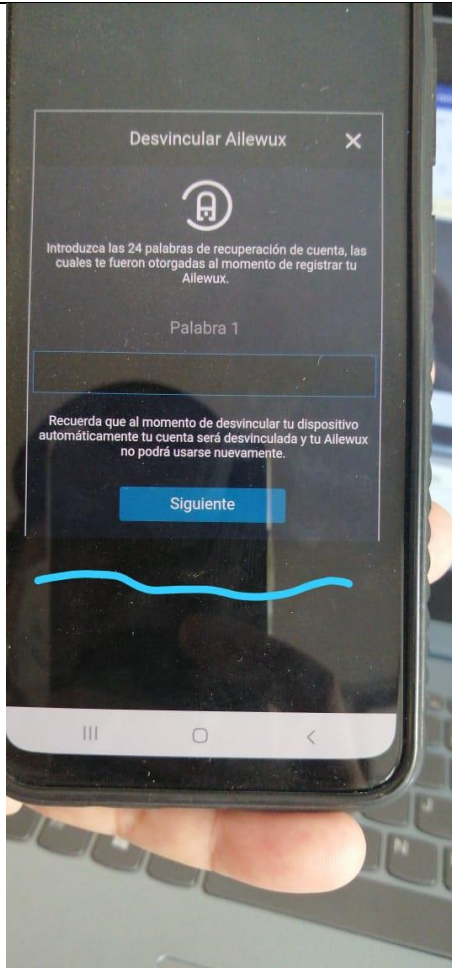 Desvincular Ailewux
Introduzca las 24 palabras de recuperación de cuenta, las
cuales te fueron otorgadas al momento de registrar tu
Ailewux.
Palabra 1
Recuerda que al momento de desvincular tu dispositivo
automáticamente tu cuenta será desvinculada y tu Ailewux
no podrá usarse nuevamente.
Siguiente
N